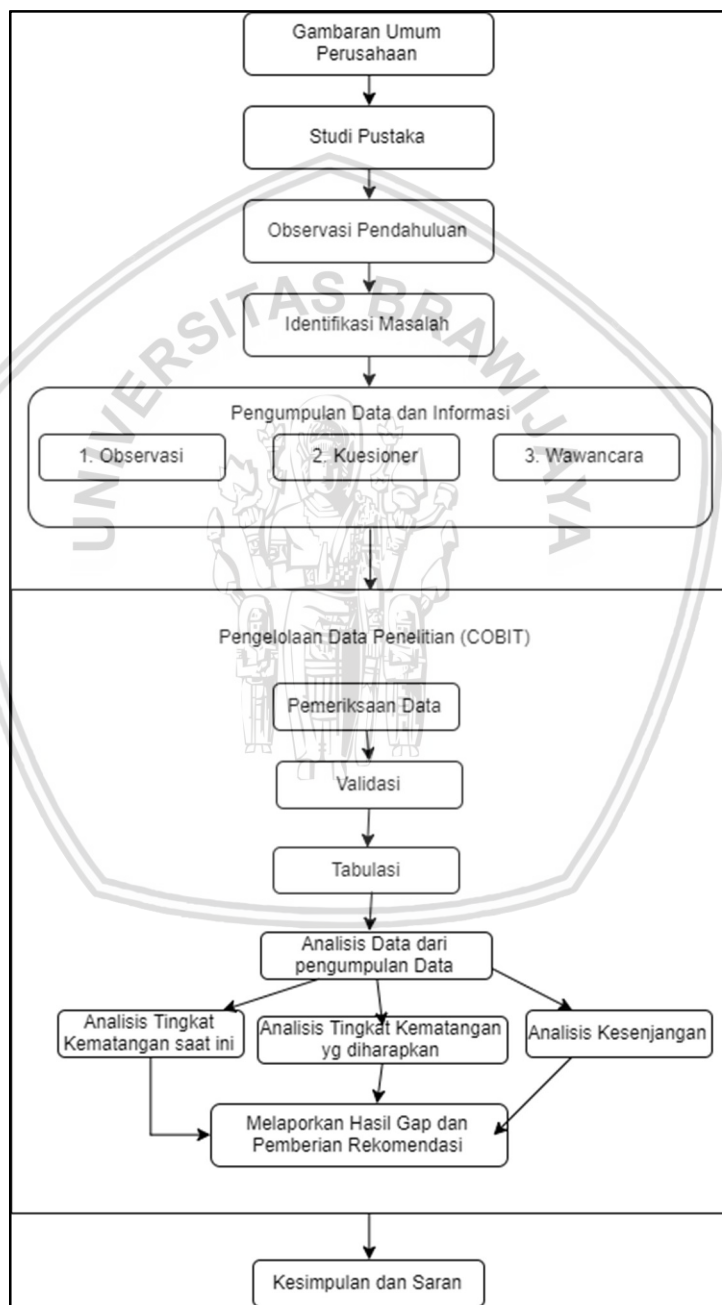 Gambaran Umum
Perusahaan
Studi Pustaka
Observasi Pendahuluan
UNIVERSITAS BRAWIJAYA
Identifikasi Masalah
Pengumpulan Data dan Informasi
1. Observasi
2. Kuesioner
3. Wawancara
Pengelolaan Data Penelitian (COBIT)
Pemeriksaan Data
Validasi
Tabulasi
Analisis Data dari
pengumpulan Data
Analisis Tingkat
Kematangan saat ini
Analisis Tingkat Kematangan
yg diharapkan
Analisis Kesenjangan
Melaporkan Hasil Gap dan
Pemberian Rekomendasi
Kesimpulan dan Saran